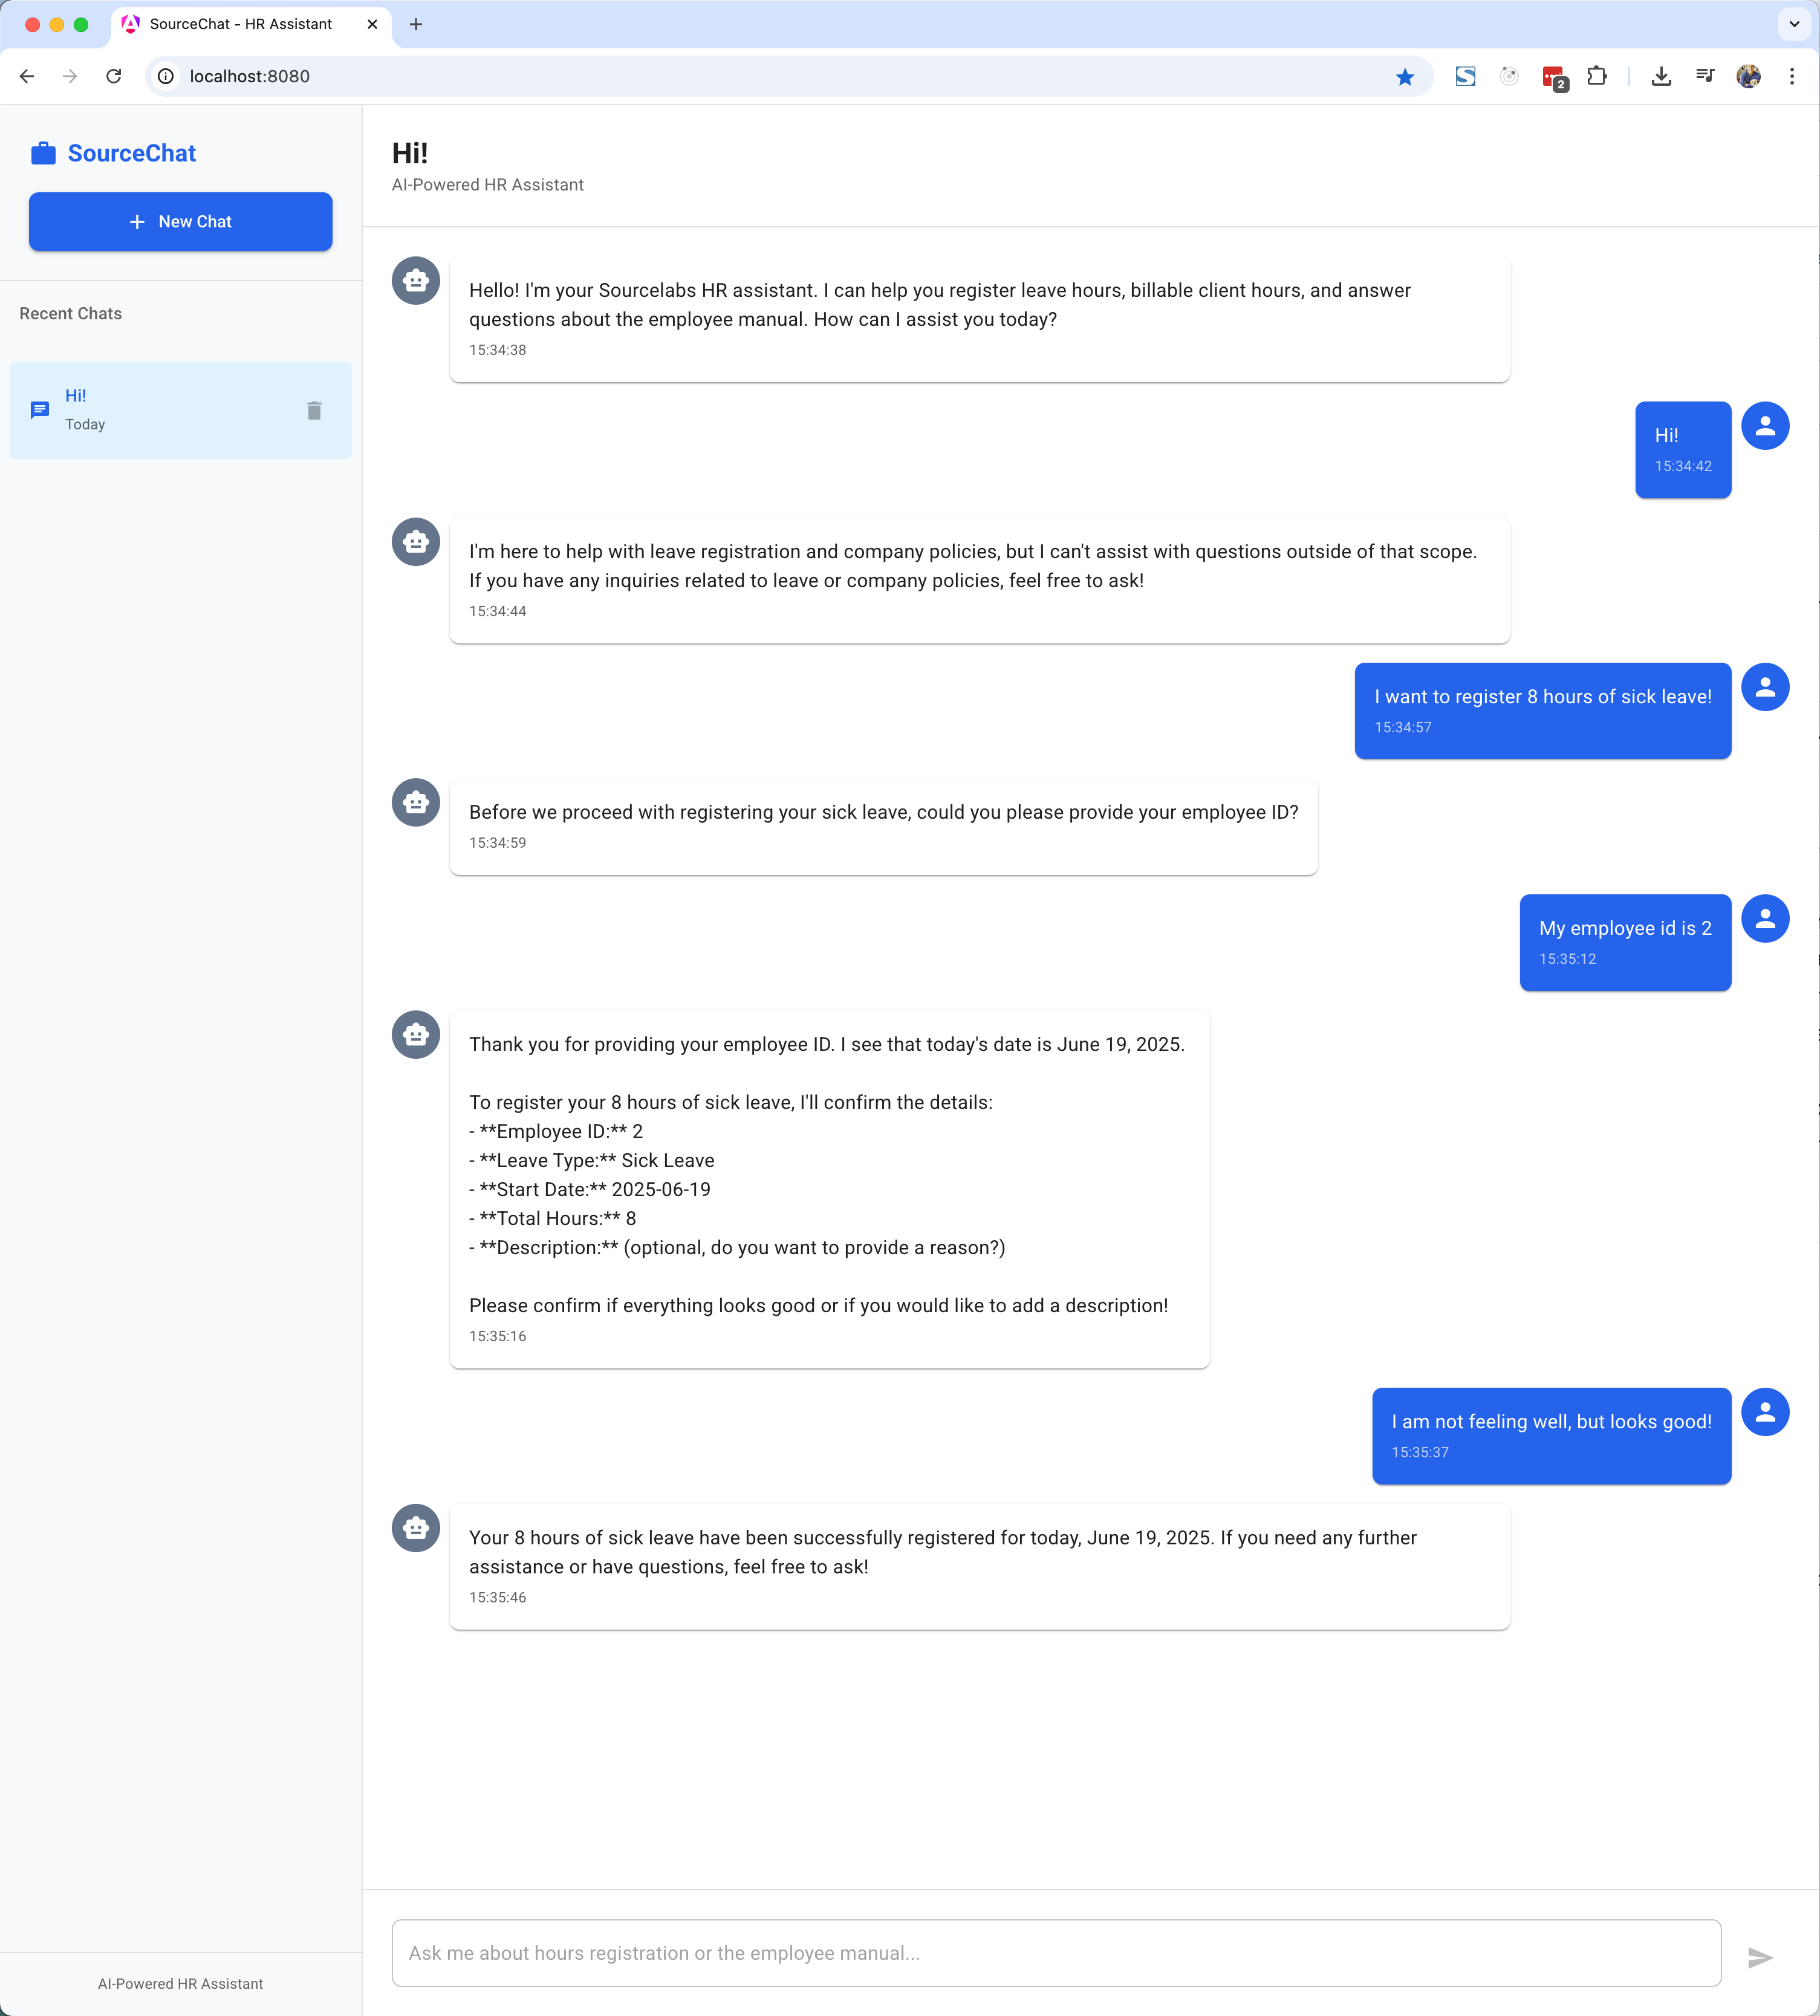 SourceChat - HR Assistant
localhost:8080
2
SourceChat
New Chat
Recent Chats
Hi!
Today
AI-Powered HR Assistant
Hi!
AI-Powered HR Assistant
Hello! I'm your Sourcelabs HR assistant. I can help you register leave hours, billable client hours, and answer
questions about the employee manual. How can I assist you today?
15:34:38
Hi!
15:34:42
I'm here to help with leave registration and company policies, but I can't assist with questions outside of that scope.
If you have any inquiries related to leave or company policies, feel free to ask!
15:34:44
I want to register 8 hours of sick leave!
15:34:57
Before we proceed with registering your sick leave, could you please provide your employee ID?
15:34:59
My employee id is 2
15:35:12
Thank you for providing your employee ID. I see that today's date is June 19, 2025.
To register your 8 hours of sick leave, I'll confirm the details:
- **Employee ID:** 2
- **Leave Type:** Sick Leave
- **Start Date:** 2025-06-19
- **Total Hours:** 8
- **Description:** (optional, do you want to provide a reason?)
Please confirm if everything looks good or if you would like to add a description!
15:35:16
I am not feeling well, but looks good!
15:35:37
Your 8 hours of sick leave have been successfully registered for today, June 19, 2025. If you need any further
assistance or have questions, feel free to ask!
15:35:46
Ask me about hours registration or the employee manual...